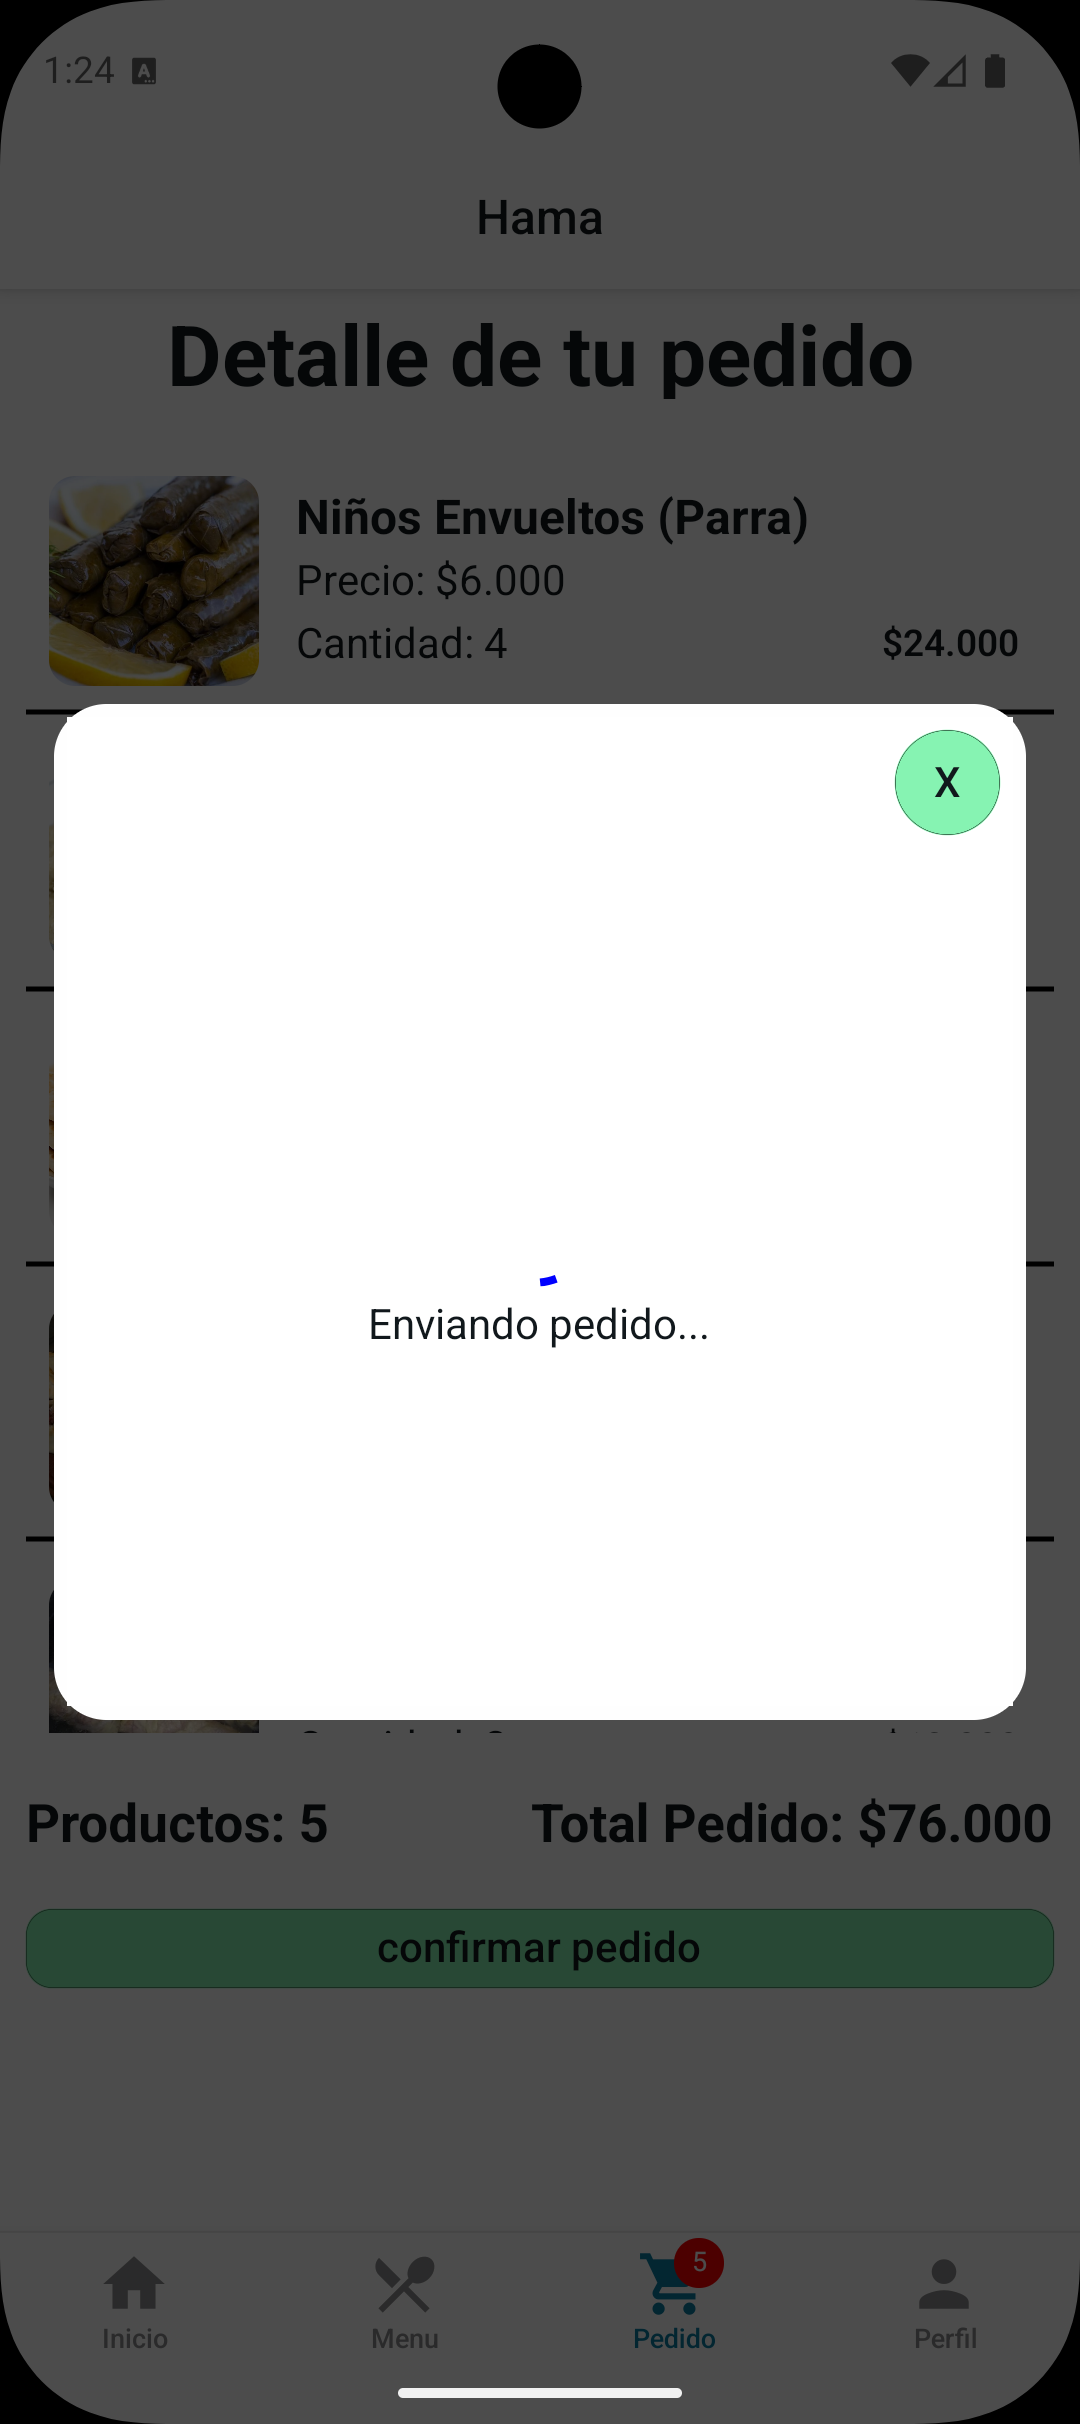 1:24
Hama
Detalle de tu pedido
Niños Envueltos (Parra)
Precio: $6.000
Cantidad: 4
$24.000
X
Enviando pedido...
Productos: 5
Total Pedido: $76.000
confirmar pedido
5
Inicio
Menu
Pedido
Perfil